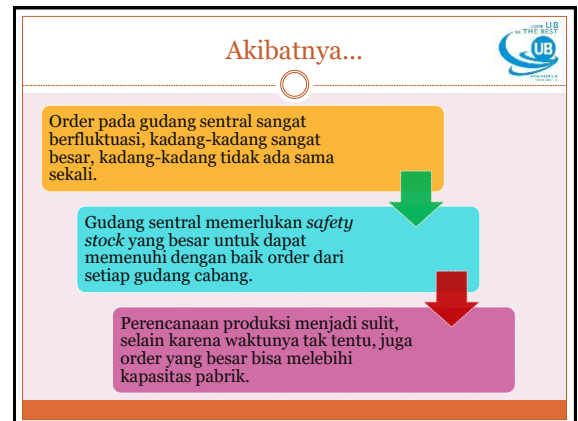 Akibatnya...
JOIN UB
BE THE BEST
UB
Order pada gudang sentral sangat
berfluktuasi, kadang-kadang sangat
besar, kadang-kadang tidak ada sama
sekali.
Gudang sentral memerlukan safety
stock yang besar untuk dapat
memenuhi dengan baik order dari
setiap gudang cabang.
Perencanaan produksi menjadi sulit,
selain karena waktunya tak tentu, juga
order yang besar bisa melebihi
kapasitas pabrik.